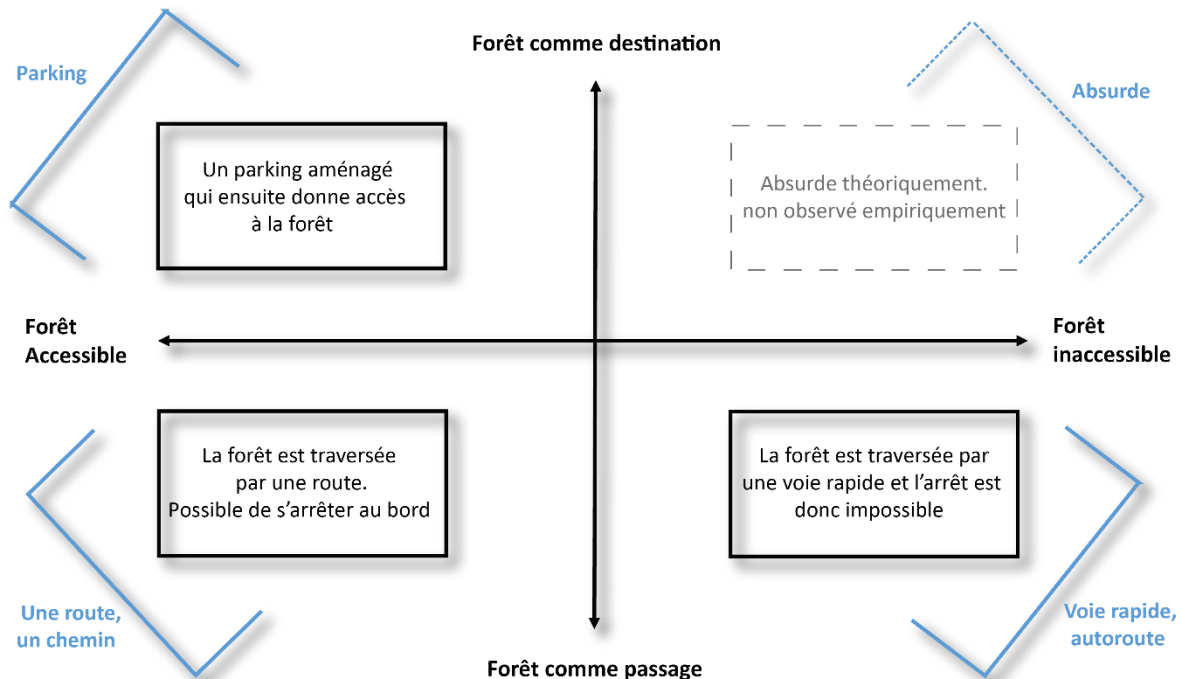 Forêt comme destination
Parking
Absurde
Un parking aménagé
qui ensuite donne accès
à la forêt
Absurde théoriquement.
non observé empiriquement
Forêt
Accessible
Forêt
inaccessible
La forêt est traversée
par une route.
Possible de s’arrêter au bord
La forêt est traversée par
une voie rapide et l’arrêt est
donc impossible
Une route,
un chemin
Voie rapide,
autoroute
Forêt comme passage